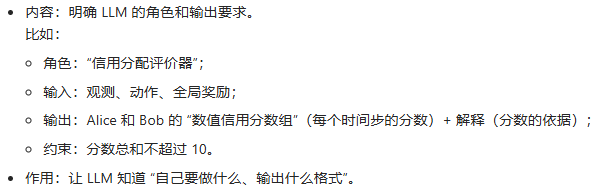 内容：明确 LLM 的角色和输出要求。
比如：
角色：“信用分配评价器”；
输入：观测、动作、全局奖励；
输出：Alice 和 Bob 的 “数值信用分数组”（每个时间步的分数）+ 解释（分数的依据）；
约束：分数总和不超过 10。
作用：让 LLM 知道 “自己要做什么、输出什么格式”。